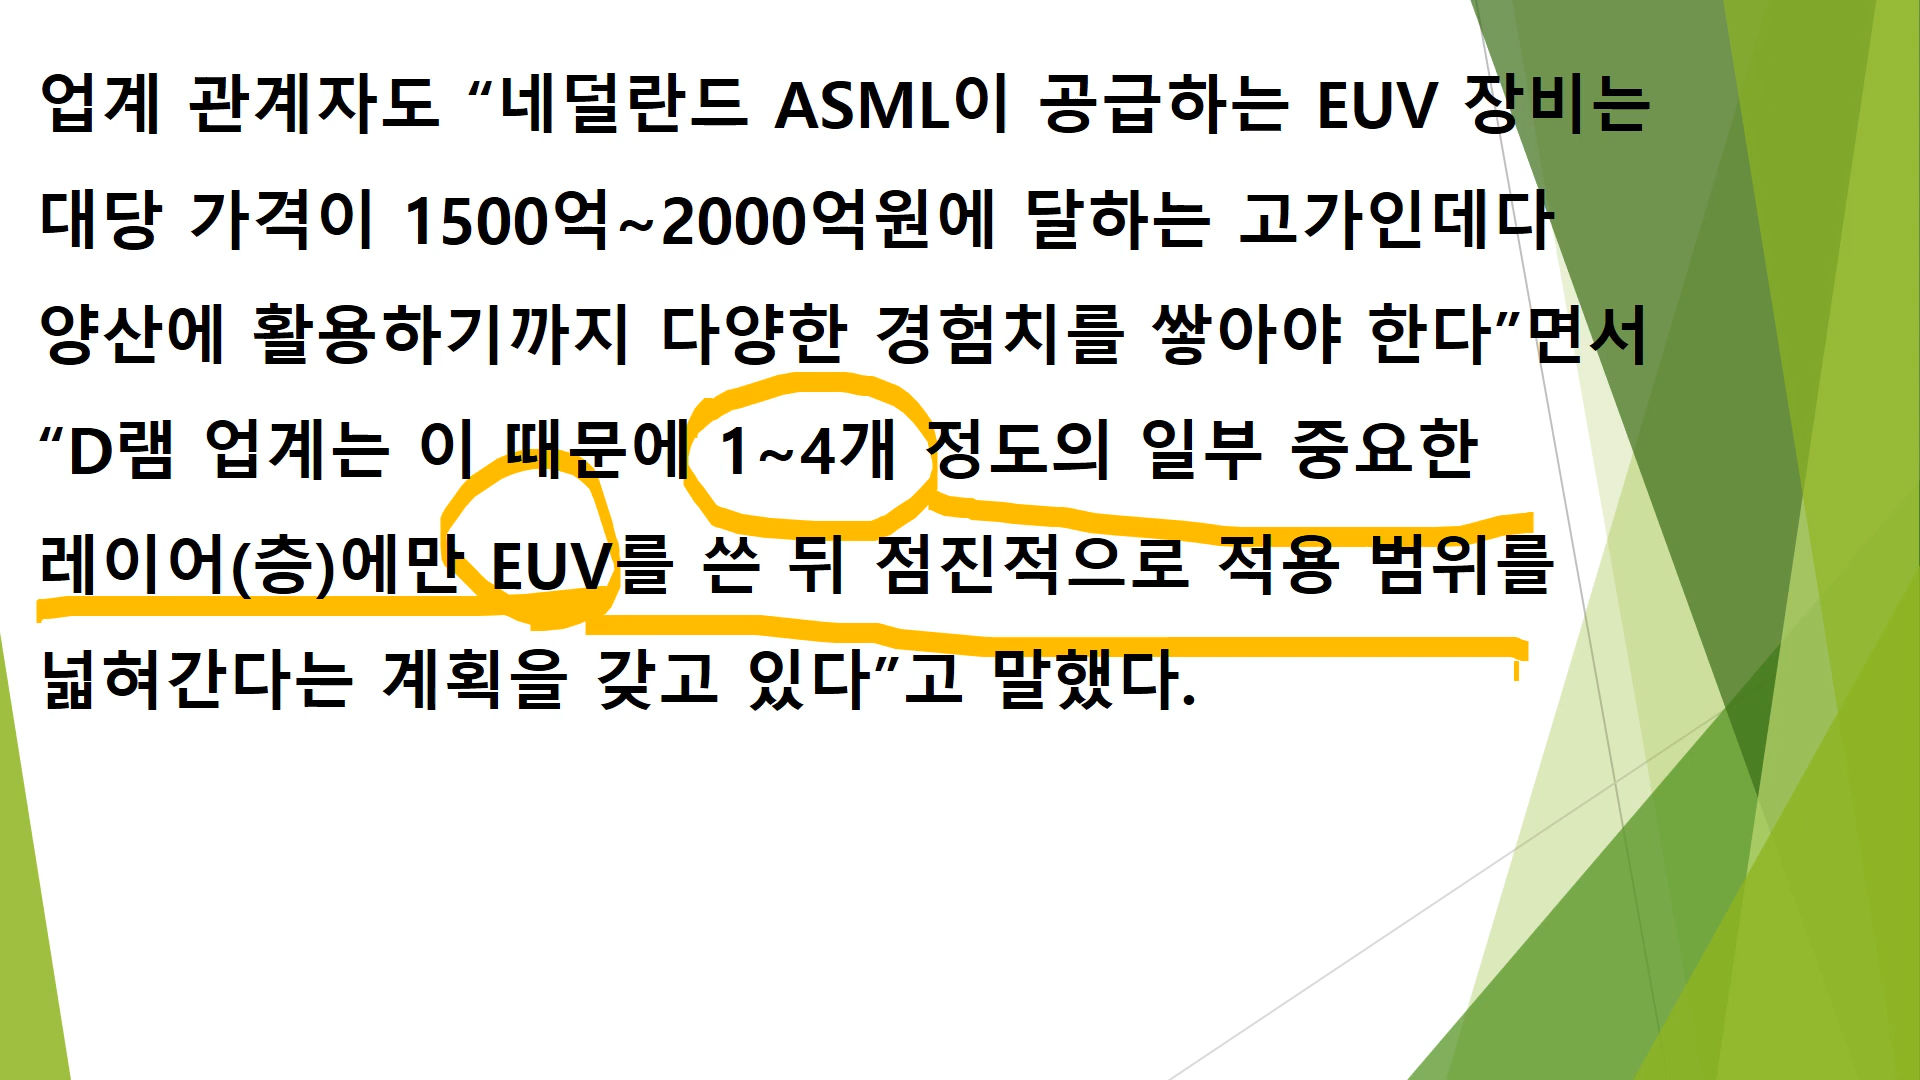 업계 관계자도 “네덜란드 ASML이 공급하는 EUV 장비는
대당 가격이 1500억~2000억원에 달하는 고가인데다
양산에 활용하기까지 다양한 경험치를 쌓아야 한다”면서
“D램 업계는 이 때문에 1~4개 정도의 일부 중요한
레이어(층)에만 EUV를 쓴 뒤 점진적으로 적용 범위를
넓혀간다는 계획을 갖고 있다”고 말했다.